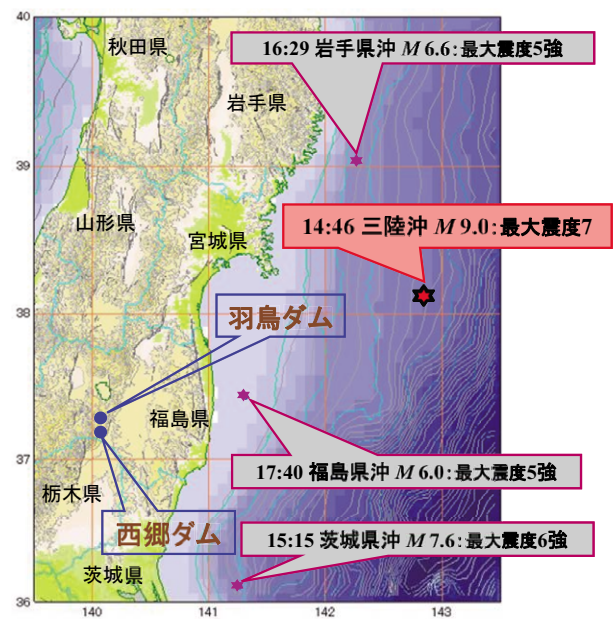 40
秋田県
16:29 岩手県沖 M 6.6：最大震度5強
岩手県
39
山形県
宮城県
14:46 三陸沖 M 9.0：最大震度7
38
羽鳥ダム
福島県
37
17:40 福島県沖 M 6.0：最大震度5強
栃木県
西郷ダム
15:15 茨城県沖 M 7.6：最大震度6強
茨城県
36
140
141
142
143